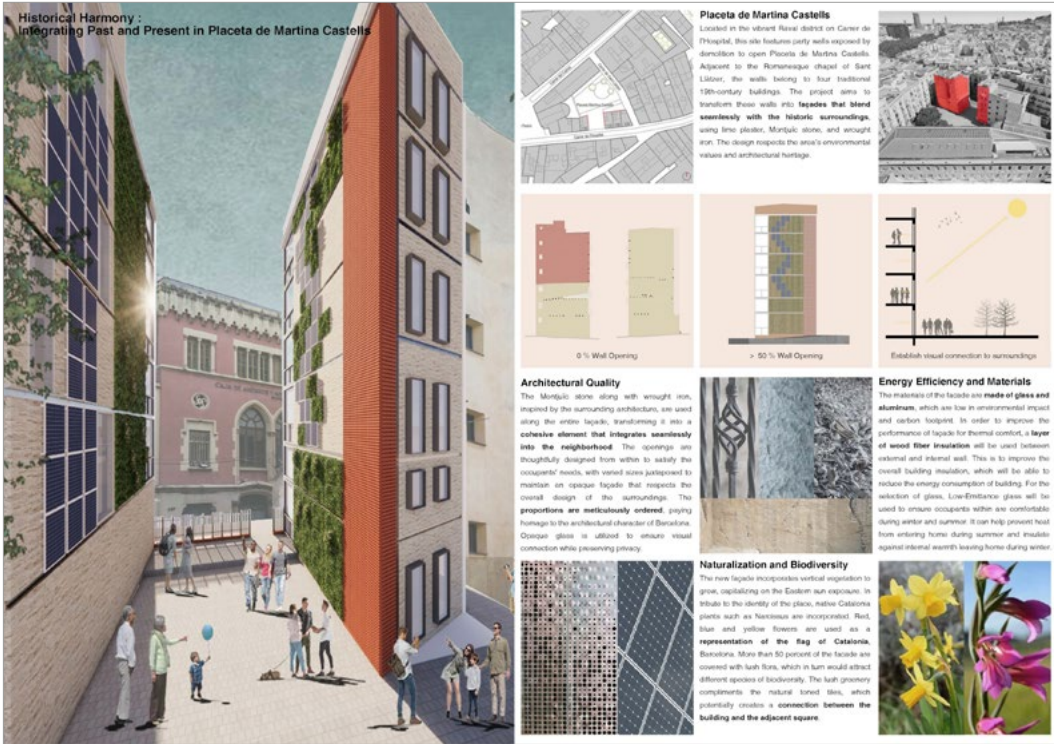 Historical Harmony :
Integrating Past and Present in Placeta de Martina Castells
Placeta de Martina Castells
Located in the vibrant Raval district on Carrer de
l'Hospital, this site features party walls exposed by
demolition to open Placeta de Martina Castells.
Adjacent to the Romanesque chapel of Sant
Llàtzer, the walls belong to four traditional
19th-century buildings. The project aims to
transform these walls into façades that blend
seamlessly with the historic surroundings,
using lime plaster, Montjuïc stone, and wrought
iron. The design respects the area's environmental
values and architectural heritage.
0 % Wall Opening
> 50 % Wall Opening
Establish visual connection to surroundings
Architectural Quality
The Montjuïc stone along with wrought iron,
inspired by the surrounding architecture, are used
along the entire façade, transforming it into a
cohesive element that integrates seamlessly
into the neighborhood. The openings are
thoughtfully designed from within to satisfy the
occupants' needs, with varied sizes juxtaposed to
maintain an opaque façade that respects the
overall design of the surroundings. The
proportions are meticulously ordered, paying
homage to the architectural character of Barcelona.
Opaque glass is utilized to ensure visual
connection while preserving privacy.
Energy Efficiency and Materials
The materials of the facade are made of glass and
aluminum, which are low in environmental impact
and carbon footprint. In order to improve the
performance of façade for thermal comfort, a layer
of wood fiber insulation will be used between
external and internal wall. This is to improve the
overall building insulation, which will be able to
reduce the energy consumption of building. For the
selection of glass, Low-Emittance glass will be
used to ensure occupants within are comfortable
during winter and summer. It can help prevent heat
from entering home during summer and insulate
against internal warmth leaving home during winter
Naturalization and Biodiversity
The new façade incorporates vertical vegetation to
grow, capitalizing on the Eastern sun exposure. In
tribute to the identity of the place, native Catalonia
plants such as Narcissus are incorporated. Red,
blue and yellow flowers are used as a
representation of the flag of Catalonia,
Barcelona. More than 50 percent of the facade are
covered with lush flora, which in turn would attract
different species of biodiversity. The lush greenery
compliments the natural toned tiles, which
potentially creates a connection between the
building and the adjacent square.